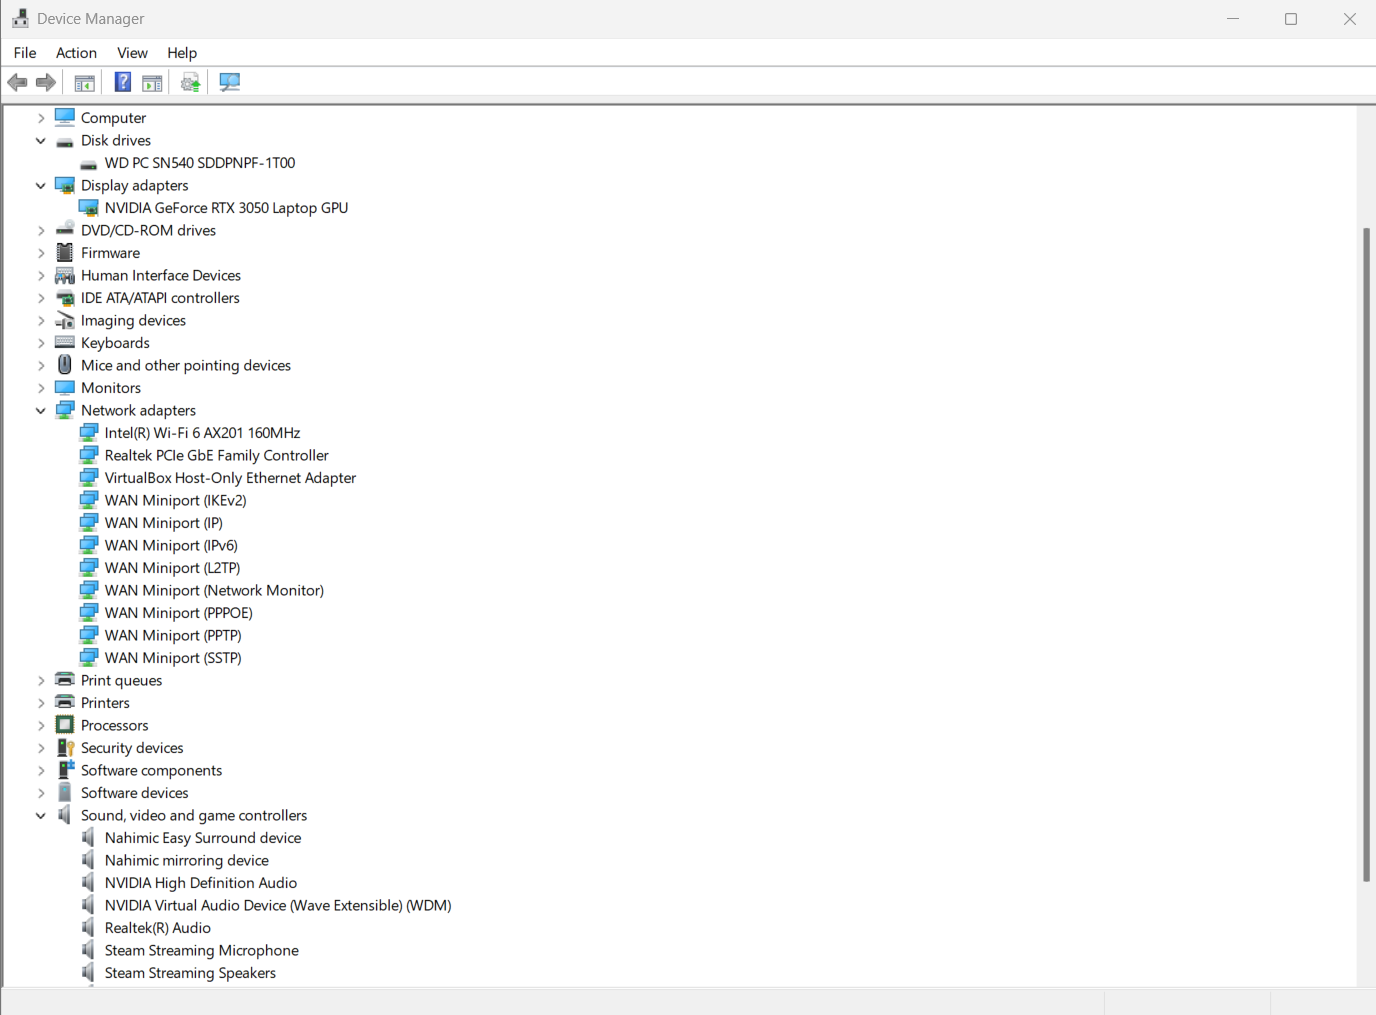 Device Manager
File Action View Help
Computer
Disk drives
WD PC SN540 SDDPNPF-1T00
Display adapters
NVIDIA GeForce RTX 3050 Laptop GPU
DVD/CD-ROM drives
Firmware
Human Interface Devices
IDE ATA/ATAPI controllers
Imaging devices
Keyboards
Mice and other pointing devices
Monitors
Network adapters
Intel(R) Wi-Fi 6 AX201 160MHz
Realtek PCIe GbE Family Controller
VirtualBox Host-Only Ethernet Adapter
WAN Miniport (IKEv2)
WAN Miniport (IP)
WAN Miniport (IPv6)
WAN Miniport (L2TP)
WAN Miniport (Network Monitor)
WAN Miniport (PPPOE)
WAN Miniport (PPTP)
WAN Miniport (SSTP)
Print queues
Printers
Processors
Security devices
Software components
Software devices
Sound, video and game controllers
Nahimic Easy Surround device
Nahimic mirroring device
NVIDIA High Definition Audio
NVIDIA Virtual Audio Device (Wave Extensible) (WDM)
Realtek(R) Audio
Steam Streaming Microphone
Steam Streaming Speakers